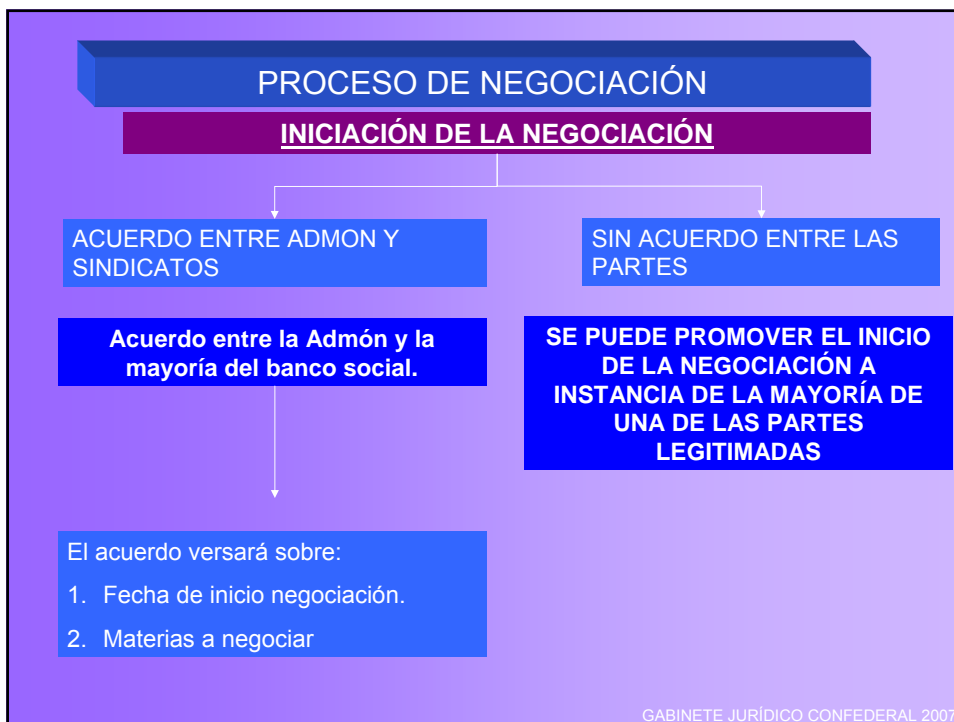 PROCESO DE NEGOCIACIÓN
INICIACIÓN DE LA NEGOCIACIÓN
ACUERDO ENTRE ADMON Y
SINDICATOS
Acuerdo entre la Admón y la
mayoría del banco social.
El acuerdo versará sobre:
1. Fecha de inicio negociación.
2. Materias a negociar
SIN ACUERDO ENTRE LAS
PARTES
SE PUEDE PROMOVER EL INICIO
DE LA NEGOCIACIÓN A
INSTANCIA DE LA MAYORÍA DE
UNA DE LAS PARTES
LEGITIMADAS
GABINETE JURÍDICO CONFEDERAL 2007